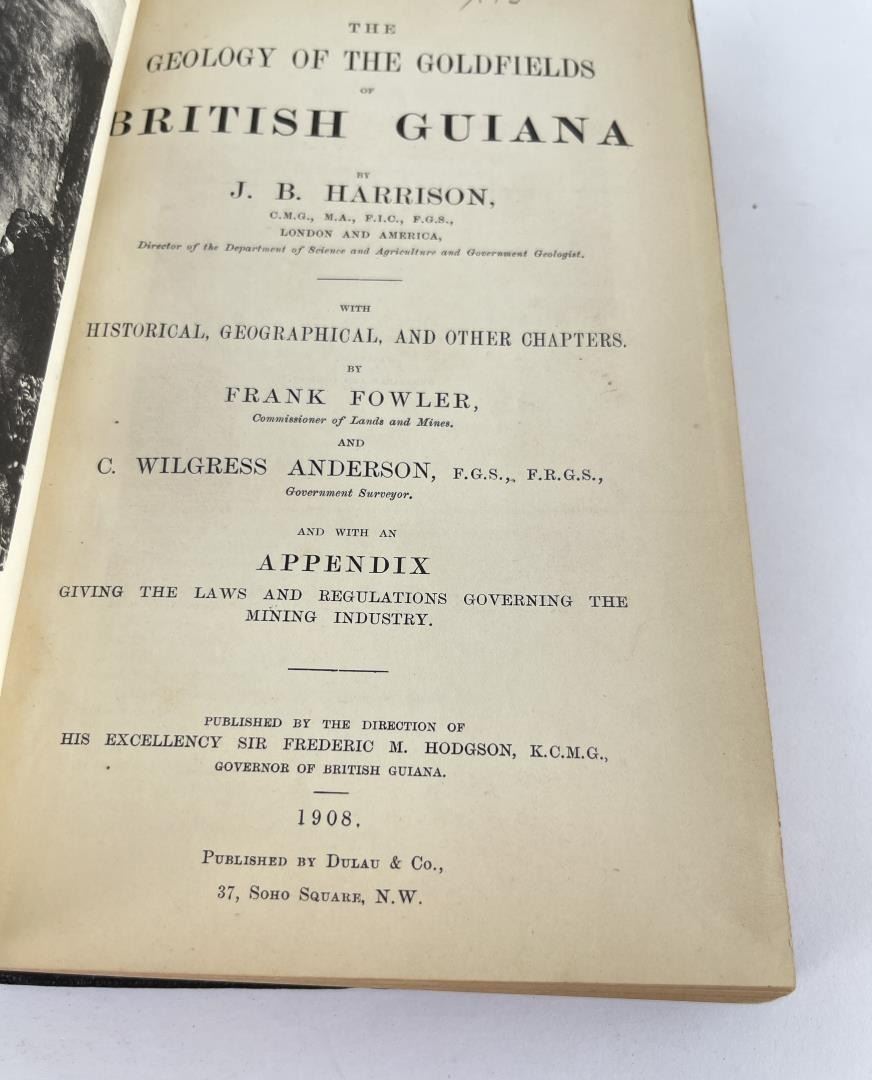 THE
GEOLOGY OF THE GOLDFIELDS
OF
BRITISH GUIANA
BY
J. B. HARRISON,
C.M.G., M.A., F.I.C., F.G.S.,
LONDON AND AMERICA,
Director of the Department of Science and Agriculture and Government Geologist.
WITH
HISTORICAL, GEOGRAPHICAL, AND OTHER CHAPTERS.
BY
FRANK FOWLER,
Commissioner of Lands and Mines.
AND
C. WILGRESS ANDERSON, F.G.S., F.R.G.S.,
Government Surveyor.
AND WITH AN
APPENDIX
GIVING THE LAWS AND REGULATIONS GOVERNING THE
MINING INDUSTRY.
PUBLISHED BY THE DIRECTION OF
HIS EXCELLENCY SIR FREDERIC M. HODGSON, K.C.M.G.,
GOVERNOR OF BRITISH GUIANA.
1908.
PUBLISHED BY DULAU & CO.,
37, SOHO SQUARE, N.W.